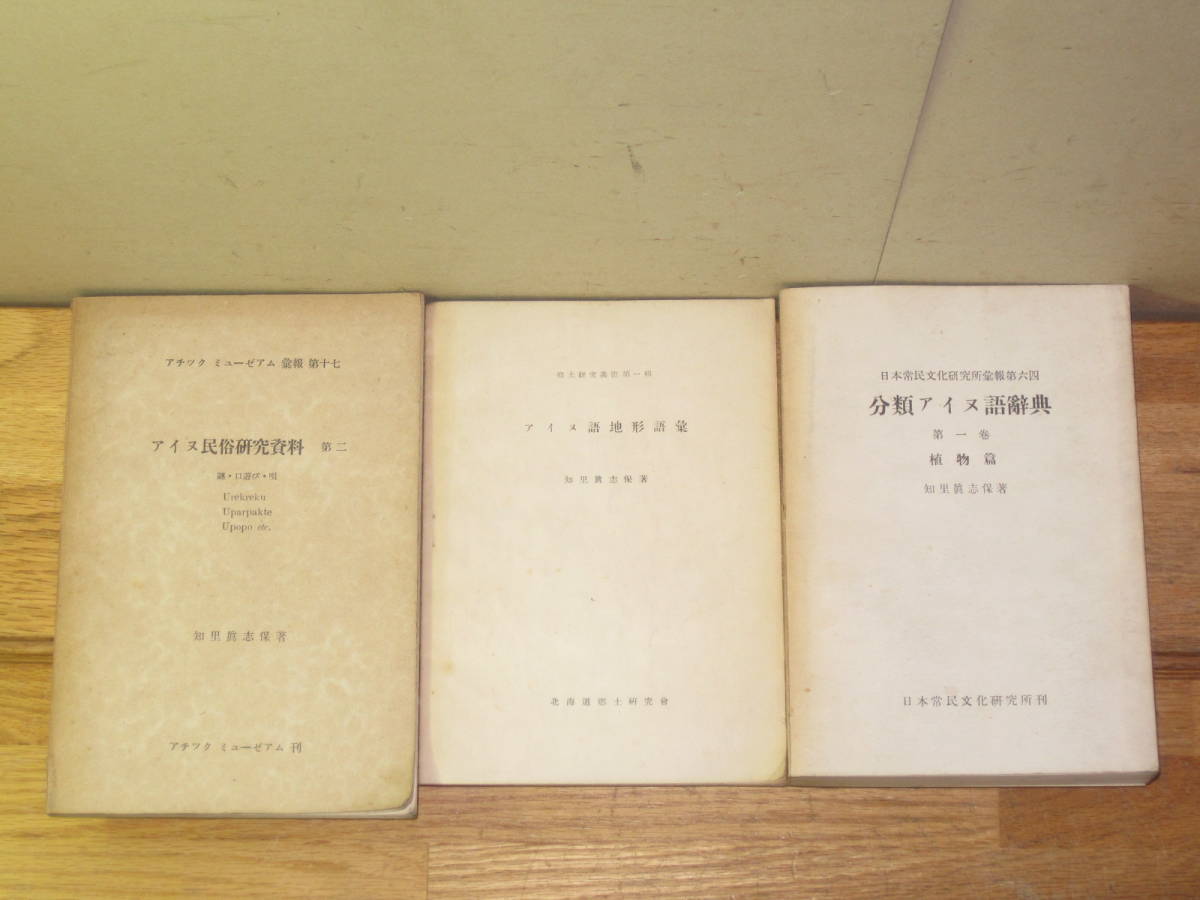 アチツク ミューゼアム 彙報 第十七
アイヌ民俗研究資料 第二
謎・口遊び・唄
Urekreku
Uparpakte
Upopo etc.
知里眞志保著
アチツク ミューゼアム 刊
郷土研究叢書第一輯
アイヌ語地形語彙
知里眞志保著
北海道郷土研究會
日本常民文化研究所彙報第六四
分類アイヌ語辭典
第一巻
植物篇
知里眞志保著
日本常民文化研究所刊